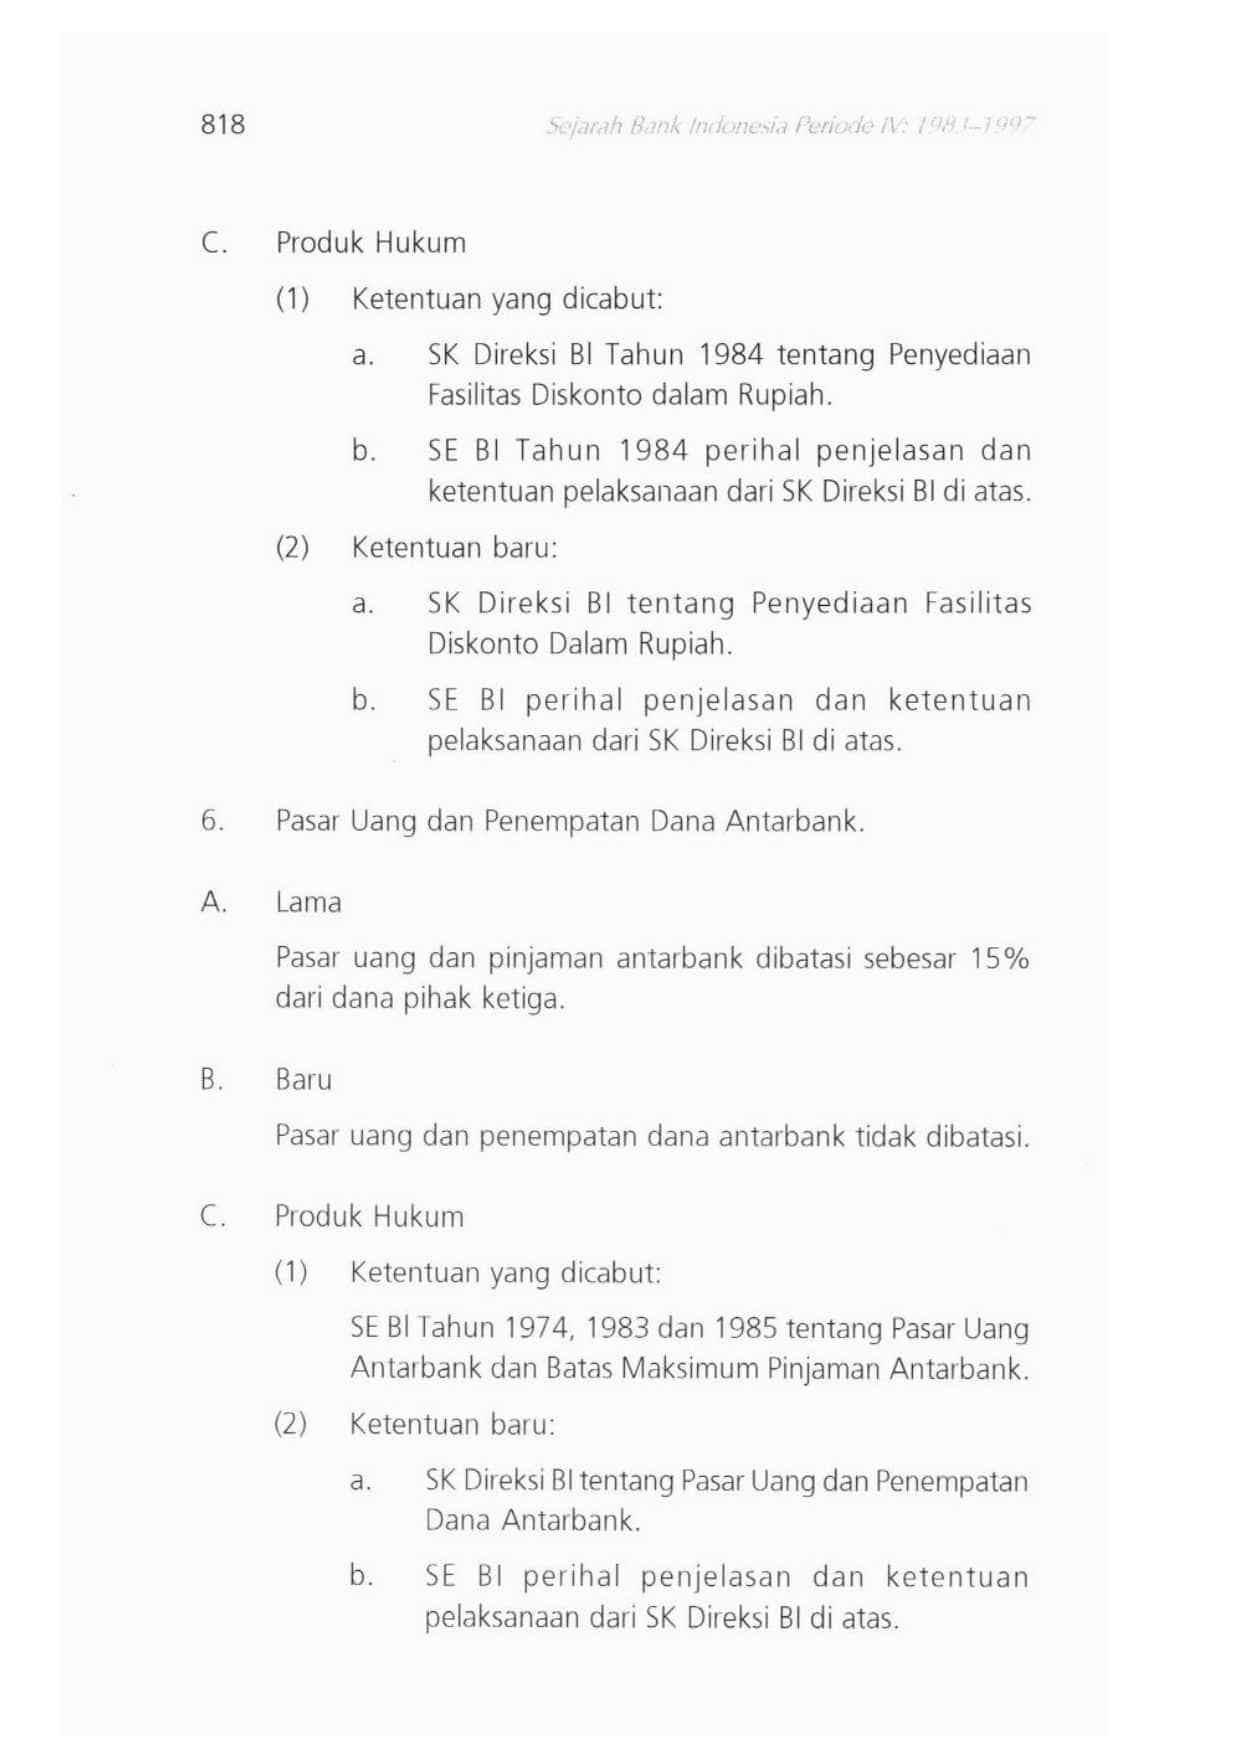 818 Sejarah Bank Indonesia Periode IV: 1983–1997
C. Produk Hukum
(1) Ketentuan yang dicabut:
a. SK Direksi BI Tahun 1984 tentang Penyediaan
Fasilitas Diskonto dalam Rupiah.
b. SE BI Tahun 1984 perihal penjelasan dan
ketentuan pelaksanaan dari SK Direksi BI di atas.
(2) Ketentuan baru:
a. SK Direksi BI tentang Penyediaan Fasilitas
Diskonto Dalam Rupiah.
b. SE BI perihal penjelasan dan ketentuan
pelaksanaan dari SK Direksi BI di atas.
6. Pasar Uang dan Penempatan Dana Antarbank.
A. Lama
Pasar uang dan pinjaman antarbank dibatasi sebesar 15%
dari dana pihak ketiga.
B. Baru
Pasar uang dan penempatan dana antarbank tidak dibatasi.
C. Produk Hukum
(1) Ketentuan yang dicabut:
SE BI Tahun 1974, 1983 dan 1985 tentang Pasar Uang
Antarbank dan Batas Maksimum Pinjaman Antarbank.
(2) Ketentuan baru:
a. SK Direksi BI tentang Pasar Uang dan Penempatan
Dana Antarbank.
b. SE BI perihal penjelasan dan ketentuan
pelaksanaan dari SK Direksi BI di atas.